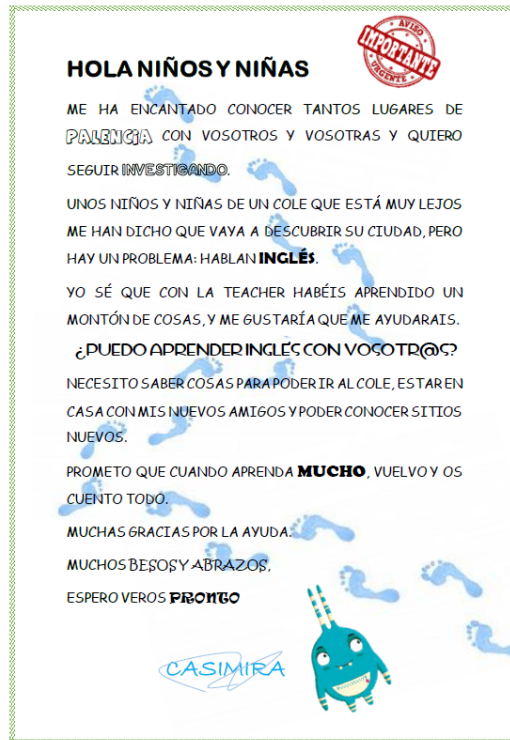 AVISO
IMPORTANTE
URGENTE
HOLA NIÑOS Y NIÑAS
ME HA ENCANTADO CONOCER TANTOS LUGARES DE
PALENCIA CON VOSOTROS Y VOSOTRAS Y QUIERO
SEGUIR INVESTIGANDO.
UNOS NIÑOS Y NIÑAS DE UN COLE QUE ESTÁ MUY LEJOS
ME HAN DICHO QUE VAYA A DESCUBRIR SU CIUDAD, PERO
HAY UN PROBLEMA: HABLAN INGLÉS.
YO SÉ QUE CON LA TEACHER HABÉIS APRENDIDO UN
MONTÓN DE COSAS, Y ME GUSTARÍA QUE ME AYUDARAIS.
¿PUEDO APRENDER INGLÉS CON VOSOTR@S?
NECESITO SABER COSAS PARA PODER IR AL COLE, ESTAR EN
CASA CON MIS NUEVOS AMIGOS Y PODER CONOCER SITIOS
NUEVOS.
PROMETO QUE CUANDO APRENDA MUCHO, VUELVO Y OS
CUENTO TODO.
MUCHAS GRACIAS POR LA AYUDA.
MUCHOS BESOS Y ABRAZOS,
ESPERO VEROS PRONTO
CASIMIRA